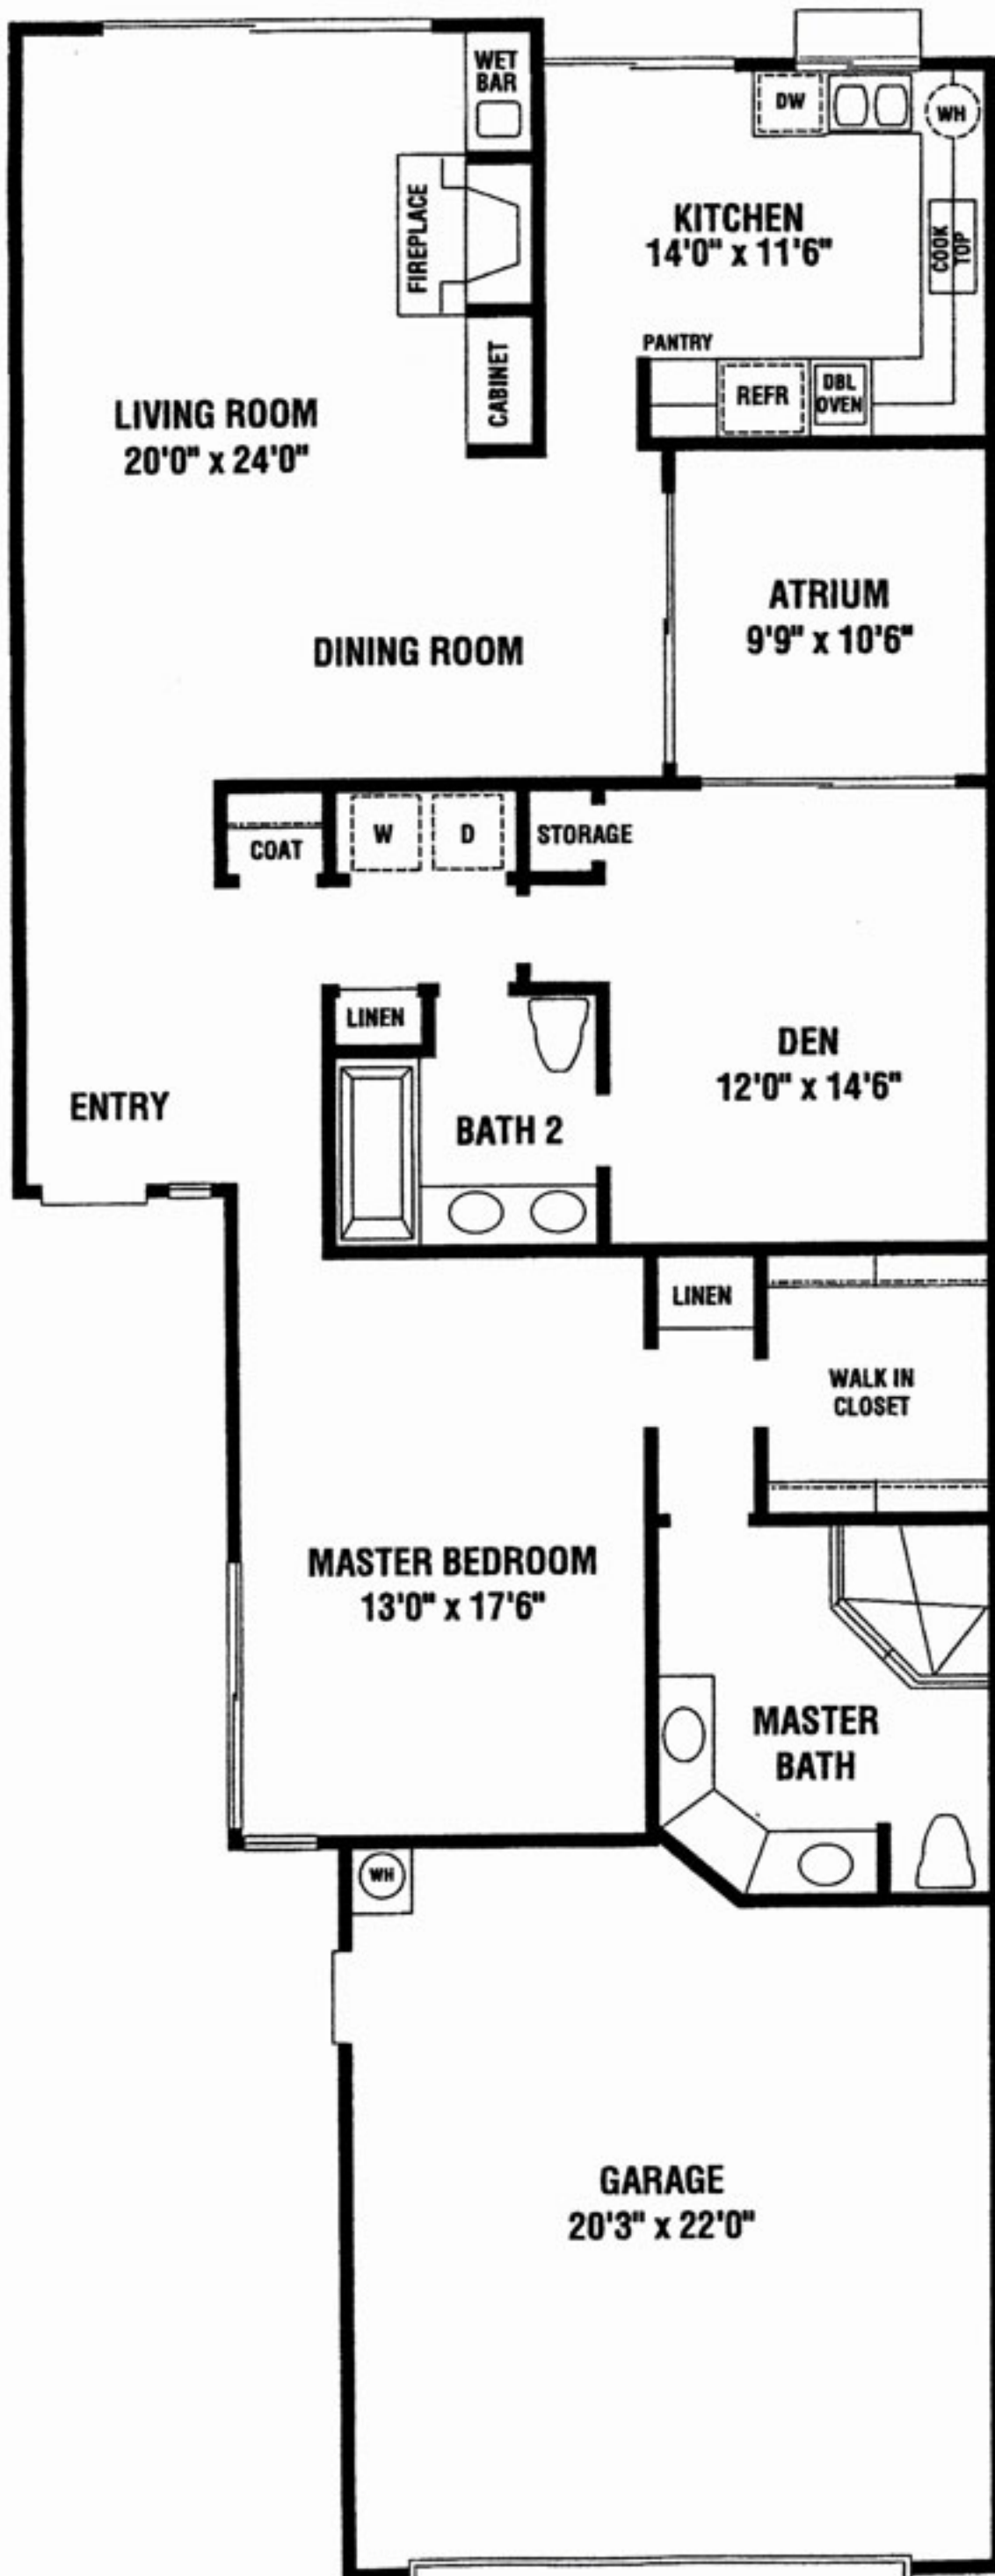 WET
BAR
DW
WH
FIREPLACE
KITCHEN
14'0" x 11'6"
COOK
TOP
PANTRY
CABINET
REFR
DBL
OVEN
LIVING ROOM
20'0" x 24'0"
ATRIUM
9'9" x 10'6"
DINING ROOM
COAT
W
D
STORAGE
LINEN
DEN
12'0" x 14'6"
ENTRY
BATH 2
LINEN
WALK IN
CLOSET
MASTER BEDROOM
13'0" x 17'6"
MASTER
BATH
WH
GARAGE
20'3" x 22'0"